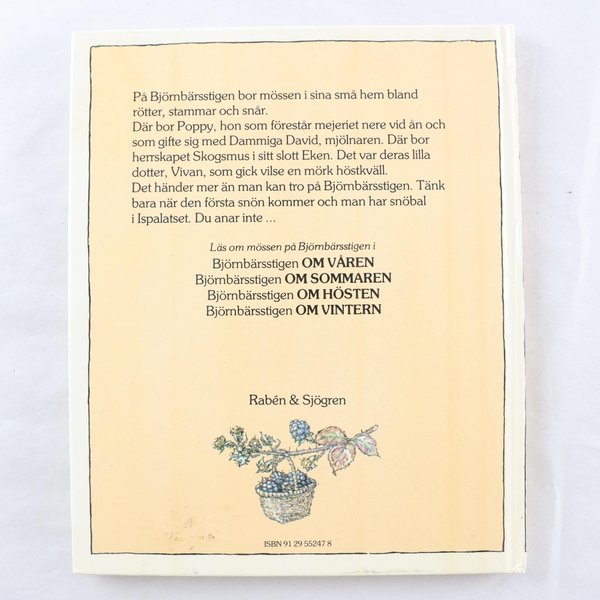 På Björnbärsstigen bor mössen i sina små hem bland
rötter, stammar och snår.
Där bor Poppy, hon som förestår mejeriet nere vid ån och
som gifte sig med Dammiga David, mjölnaren. Där bor
herrskapet Skogsmus i sitt slott Eken. Det var deras lilla
dotter, Vivan, som gick vilse en mörk höstkväll.
Det händer mer än man kan tro på Björnbärsstigen. Tänk
bara när den första snön kommer och man har snöbal
i Ispalatset. Du anar inte ...
Läs om mössen på Björnbärsstigen i
Björnbärsstigen OM VÅREN
Björnbärsstigen OM SOMMAREN
Björnbärsstigen OM HÖSTEN
Björnbärsstigen OM VINTERN
Rabén & Sjögren
ISBN 91 29 55247 8